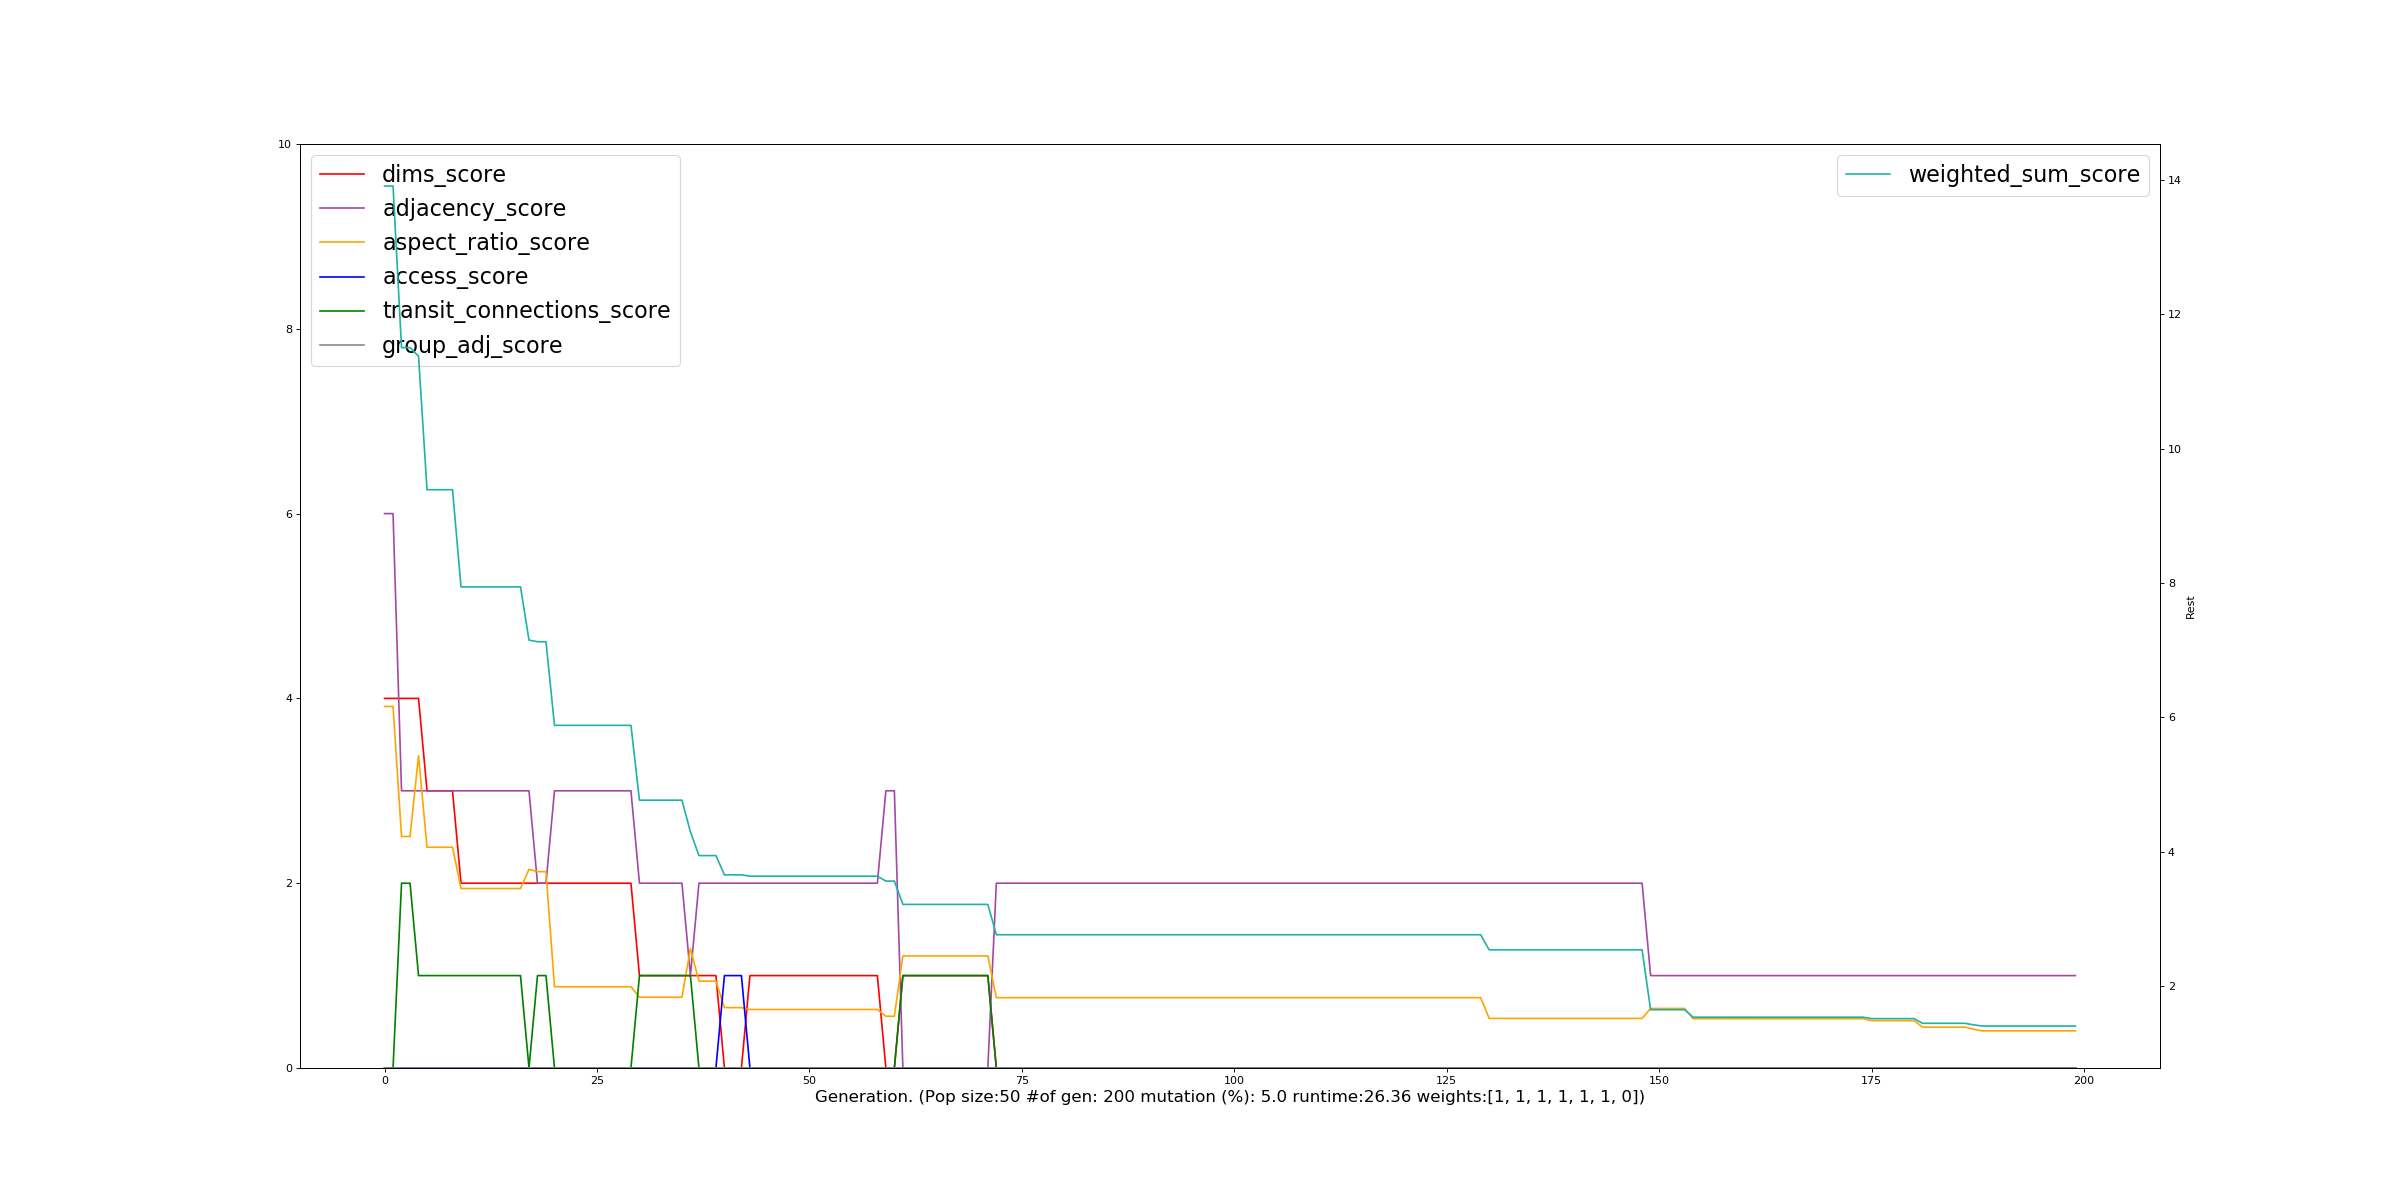 10
8
6
4
2
0
dims_score
adjacency_score
aspect_ratio_score
access_score
transit_connections_score
group_adj_score
weighted_sum_score
14
12
10
8
6
4
2
Rest
0 25 50 75 100 125 150 175 200
Generation. (Pop size:50 #of gen: 200 mutation (%): 5.0 runtime:26.36 weights:[1, 1, 1, 1, 1, 1, 0])